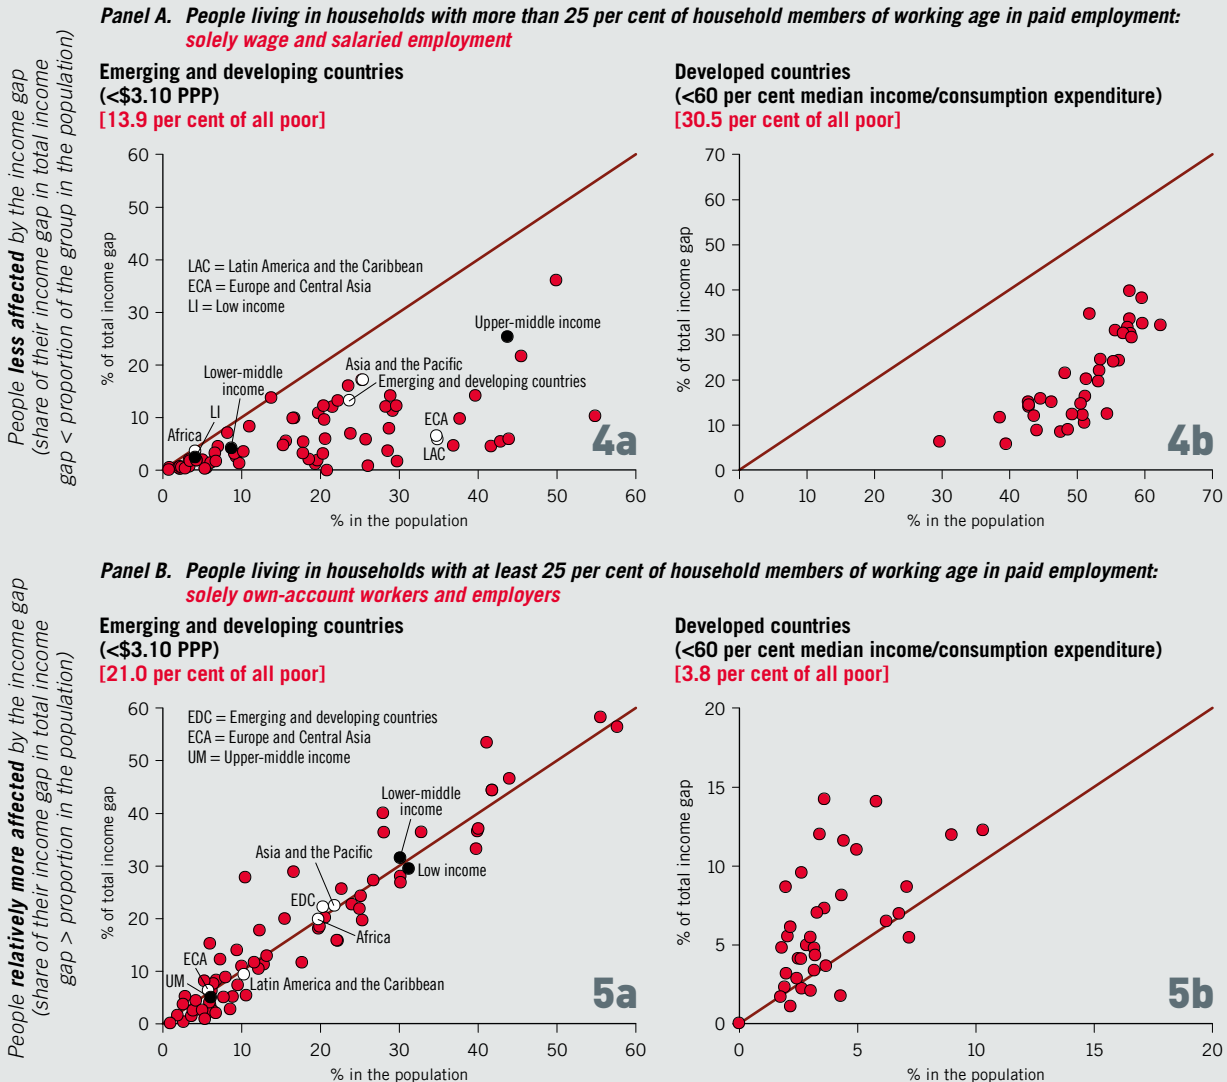 Panel A. People living in households with more than 25 per cent of household members of working age in paid employment:
solely wage and salaried employment
People less affected by the income gap
(share of their income gap in total income
gap < proportion of the group in the population)
Emerging and developing countries
(<$3.10 PPP)
[13.9 per cent of all poor]
% of total income gap
60
50
40
30
20
10
0
LAC = Latin America and the Caribbean
ECA = Europe and Central Asia
LI = Low income
Upper-middle income
Asia and the Pacific
Emerging and developing countries
Lower-middle
income
LI
Africa
ECA
LAC
4a
0 10 20 30 40 50 60
% in the population
Developed countries
(<60 per cent median income/consumption expenditure)
[30.5 per cent of all poor]
% of total income gap
70
60
50
40
30
20
10
0
4b
0 10 20 30 40 50 60 70
% in the population
Panel B. People living in households with at least 25 per cent of household members of working age in paid employment:
solely own-account workers and employers
People relatively more affected by the income gap
(share of their income gap in total income
gap > proportion in the population)
Emerging and developing countries
(<$3.10 PPP)
[21.0 per cent of all poor]
% of total income gap
60
50
40
30
20
10
0
EDC = Emerging and developing countries
ECA = Europe and Central Asia
UM = Upper-middle income
Lower-middle
income
Asia and the Pacific
Low income
EDC
Africa
ECA
UM
Latin America and the Caribbean
5a
0 10 20 30 40 50 60
% in the population
Developed countries
(<60 per cent median income/consumption expenditure)
[3.8 per cent of all poor]
% of total income gap
20
15
10
5
0
5b
0 5 10 15 20
% in the population